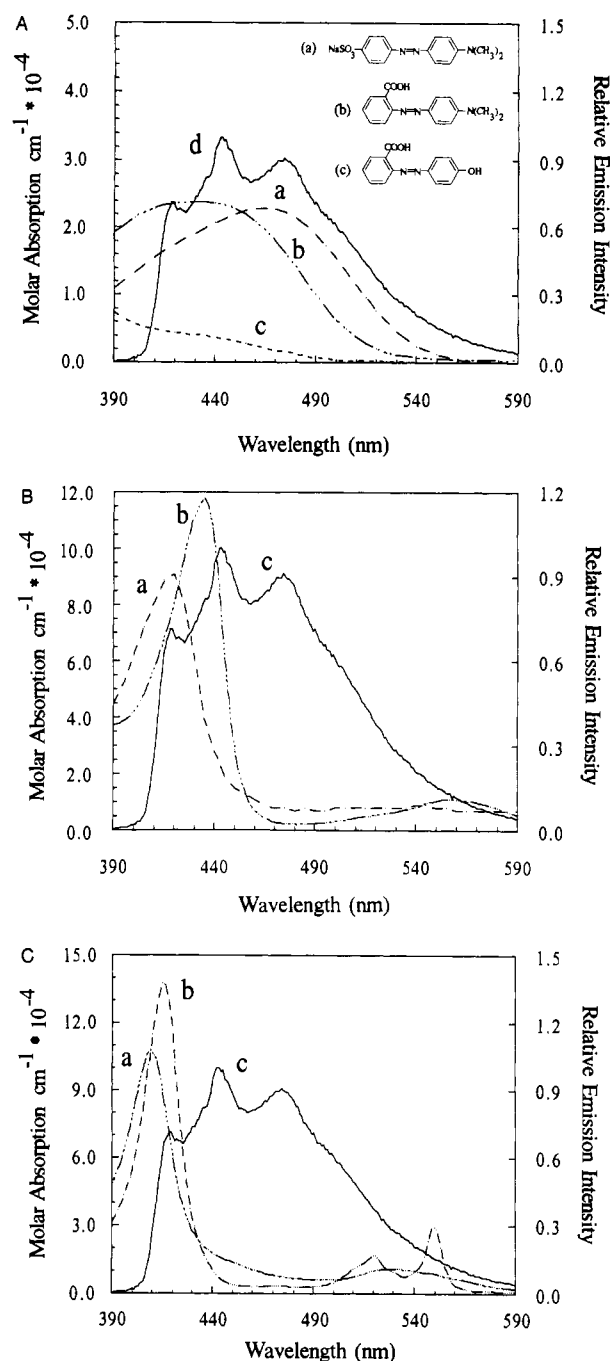 A
5.0
4.0
3.0
2.0
1.0
0.0
Molar Absorption cm⁻¹ * 10⁻⁴
1.5
1.2
0.9
0.6
0.3
0.0
Relative Emission Intensity
(a) NaSO₃ N=N N(CH₃)₂
COOH
(b) N=N N(CH₃)₂
COOH
(c) N=N OH
d
a
b
c
390 440 490 540 590
Wavelength (nm)
B
12.0
10.0
8.0
6.0
4.0
2.0
0.0
Molar Absorption cm⁻¹ * 10⁻⁴
1.2
0.9
0.6
0.3
0.0
Relative Emission Intensity
b
a
c
390 440 490 540 590
Wavelength (nm)
C
15.0
12.0
9.0
6.0
3.0
0.0
Molar Absorption cm⁻¹ * 10⁻⁴
1.5
1.2
0.9
0.6
0.3
0.0
Relative Emission Intensity
b
a
c
390 440 490 540 590
Wavelength (nm)